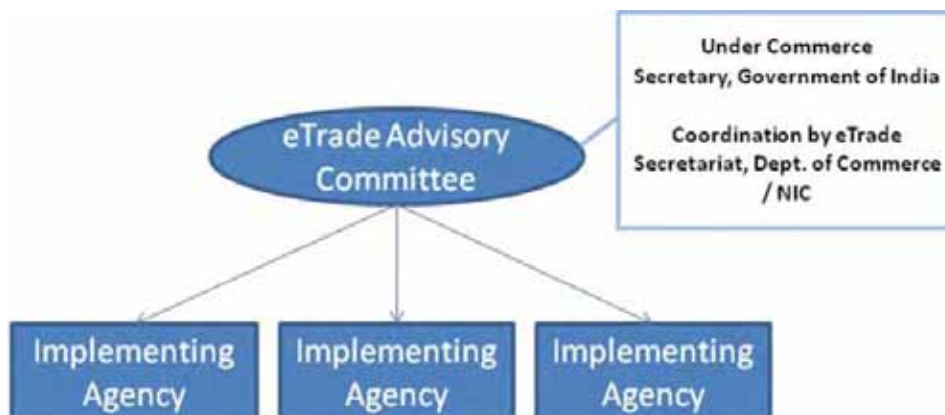 Under Commerce
Secretary, Government of India
Coordination by eTrade
Secretariat, Dept. of Commerce
/ NIC
eTrade Advisory
Committee
Implementing
Agency
Implementing
Agency
Implementing
Agency